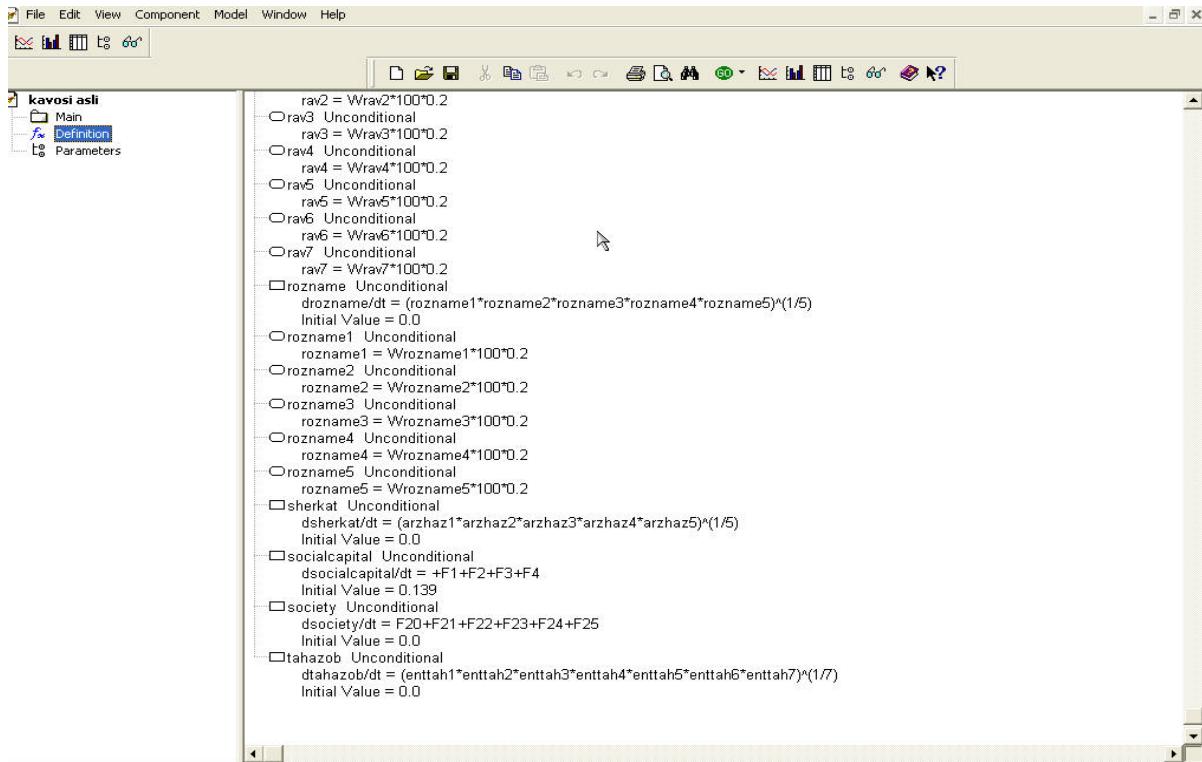 File Edit View Component Model Window Help
GO
kavosi asli
Main
Definition
Parameters
rav2 = Wrav2*100*0.2
rav3 Unconditional
rav3 = Wrav3*100*0.2
rav4 Unconditional
rav4 = Wrav4*100*0.2
rav5 Unconditional
rav5 = Wrav5*100*0.2
rav6 Unconditional
rav6 = Wrav6*100*0.2
rav7 Unconditional
rav7 = Wrav7*100*0.2
rozname Unconditional
drozname/dt = (rozname1*rozname2*rozname3*rozname4*rozname5)^(1/5)
Initial Value = 0.0
rozname1 Unconditional
rozname1 = Wrozname1*100*0.2
rozname2 Unconditional
rozname2 = Wrozname2*100*0.2
rozname3 Unconditional
rozname3 = Wrozname3*100*0.2
rozname4 Unconditional
rozname4 = Wrozname4*100*0.2
rozname5 Unconditional
rozname5 = Wrozname5*100*0.2
sherkat Unconditional
dsherkat/dt = (arzhaz1*arzhaz2*arzhaz3*arzhaz4*arzhaz5)^(1/5)
Initial Value = 0.0
socialcapital Unconditional
dsocialcapital/dt = +F1+F2+F3+F4
Initial Value = 0.139
society Unconditional
dsociety/dt = F20+F21+F22+F23+F24+F25
Initial Value = 0.0
tahazob Unconditional
dtahazob/dt = (enttah1*enttah2*enttah3*enttah4*enttah5*enttah6*enttah7)^(1/7)
Initial Value = 0.0